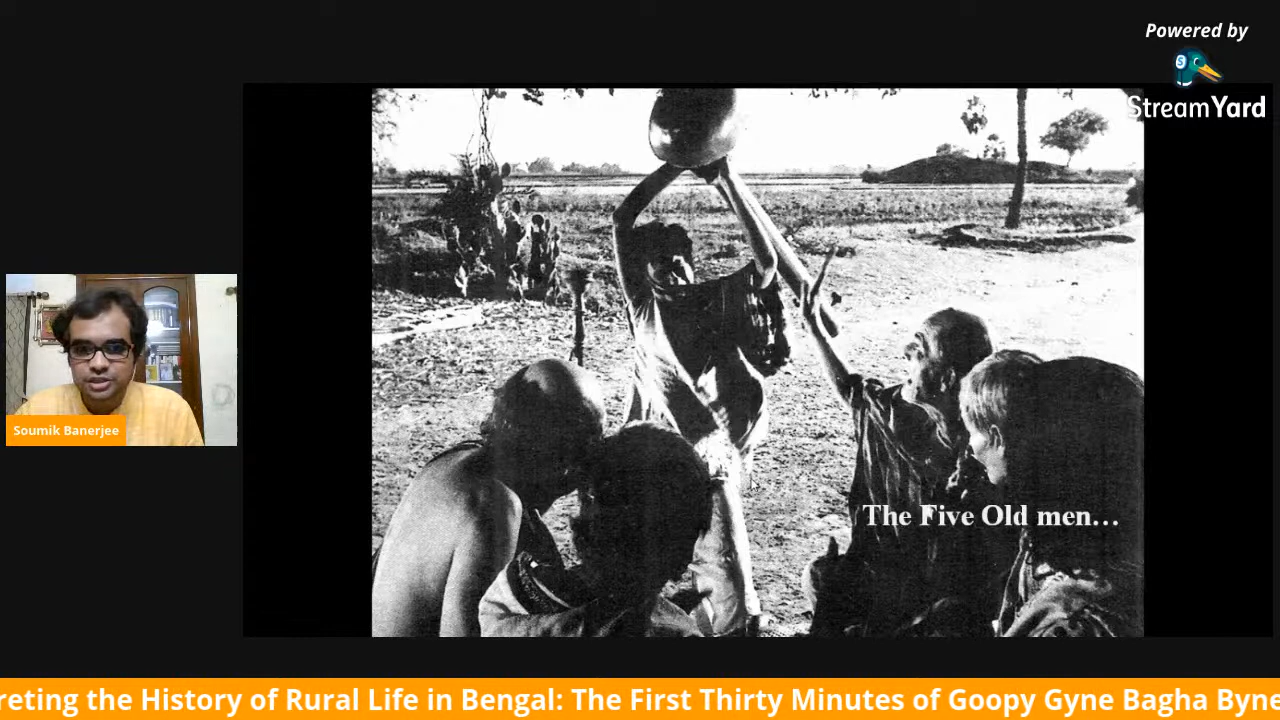 Powered by
StreamYard
Soumik Banerjee
The Five Old men...
reting the History of Rural Life in Bengal: The First Thirty Minutes of Goopy Gyne Bagha Byne